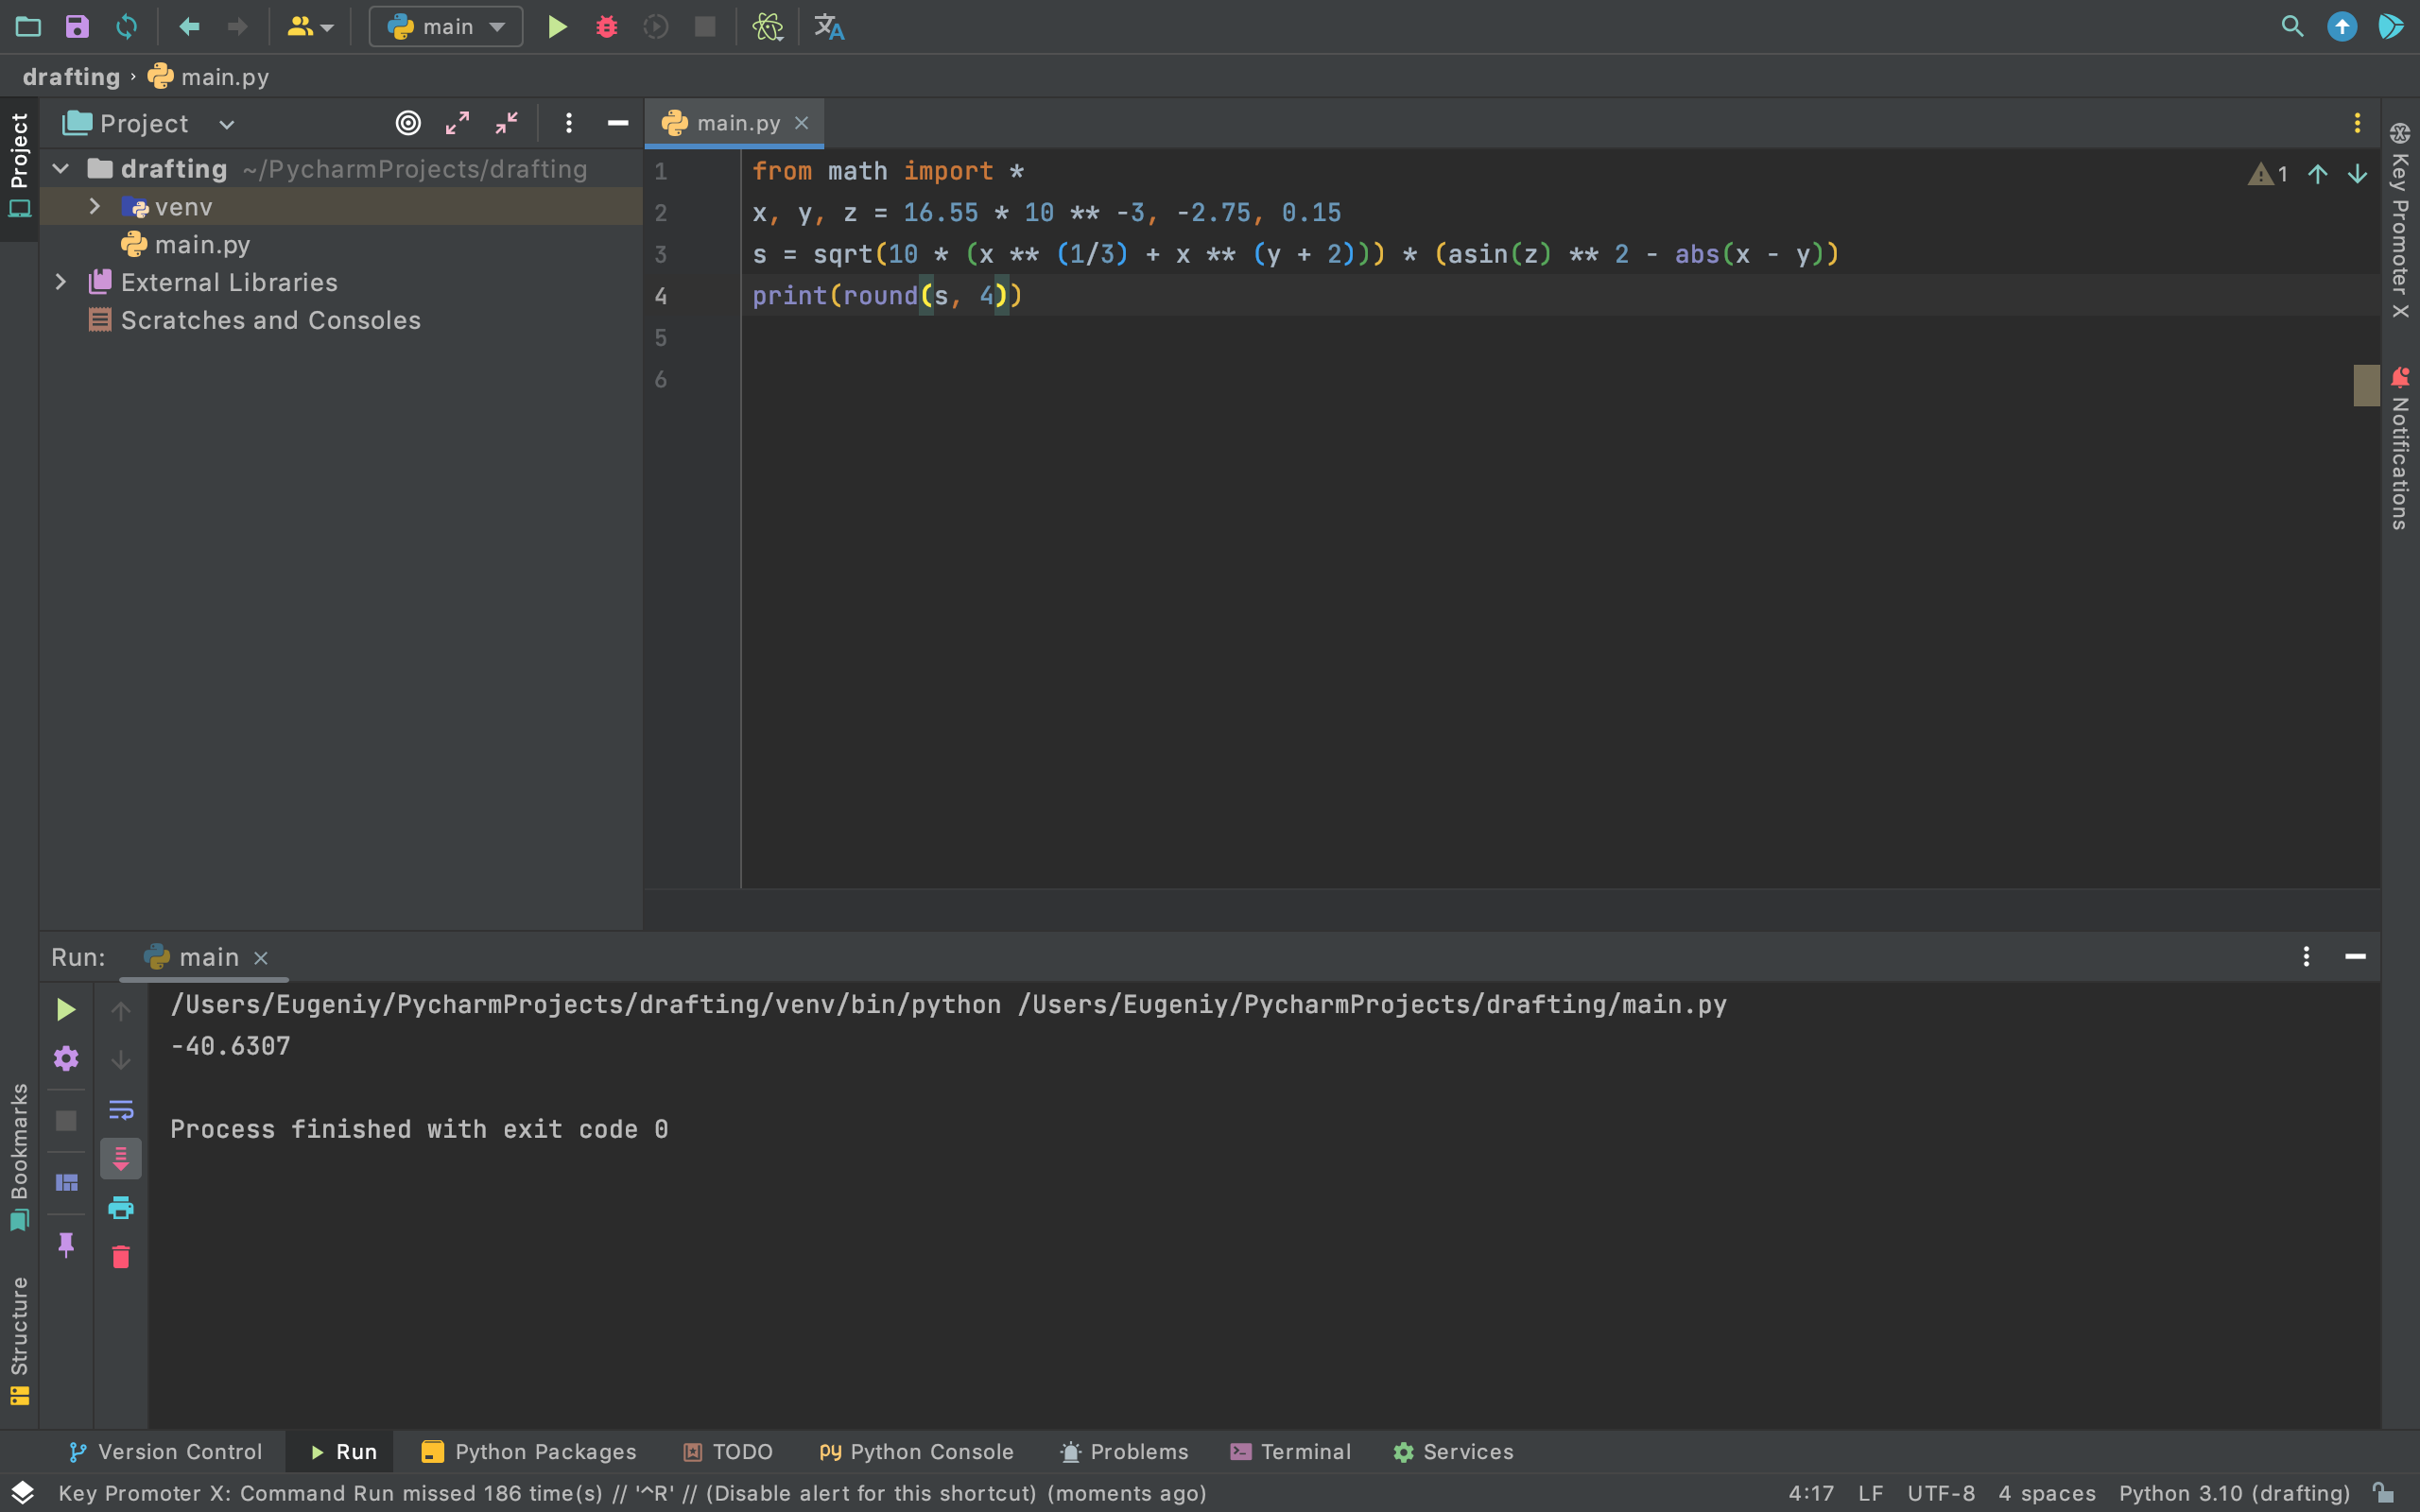 main
drafting › main.py
Project
drafting ~/PycharmProjects/drafting
venv
main.py
External Libraries
Scratches and Consoles
Project
Bookmarks
Structure
main.py
1 from math import *
2 x, y, z = 16.55 * 10 ** -3, -2.75, 0.15
3 s = sqrt(10 * (x ** (1/3) + x ** (y + 2))) * (asin(z) ** 2 - abs(x - y))
4 print(round(s, 4))
5
6
1
Key Promoter X
Notifications
Run: main
/Users/Eugeniy/PycharmProjects/drafting/venv/bin/python /Users/Eugeniy/PycharmProjects/drafting/main.py
-40.6307
Process finished with exit code 0
Version Control Run Python Packages TODO Python Console Problems Terminal Services
Key Promoter X: Command Run missed 186 time(s) // '^R' // (Disable alert for this shortcut) (moments ago) 4:17 LF UTF-8 4 spaces Python 3.10 (drafting)